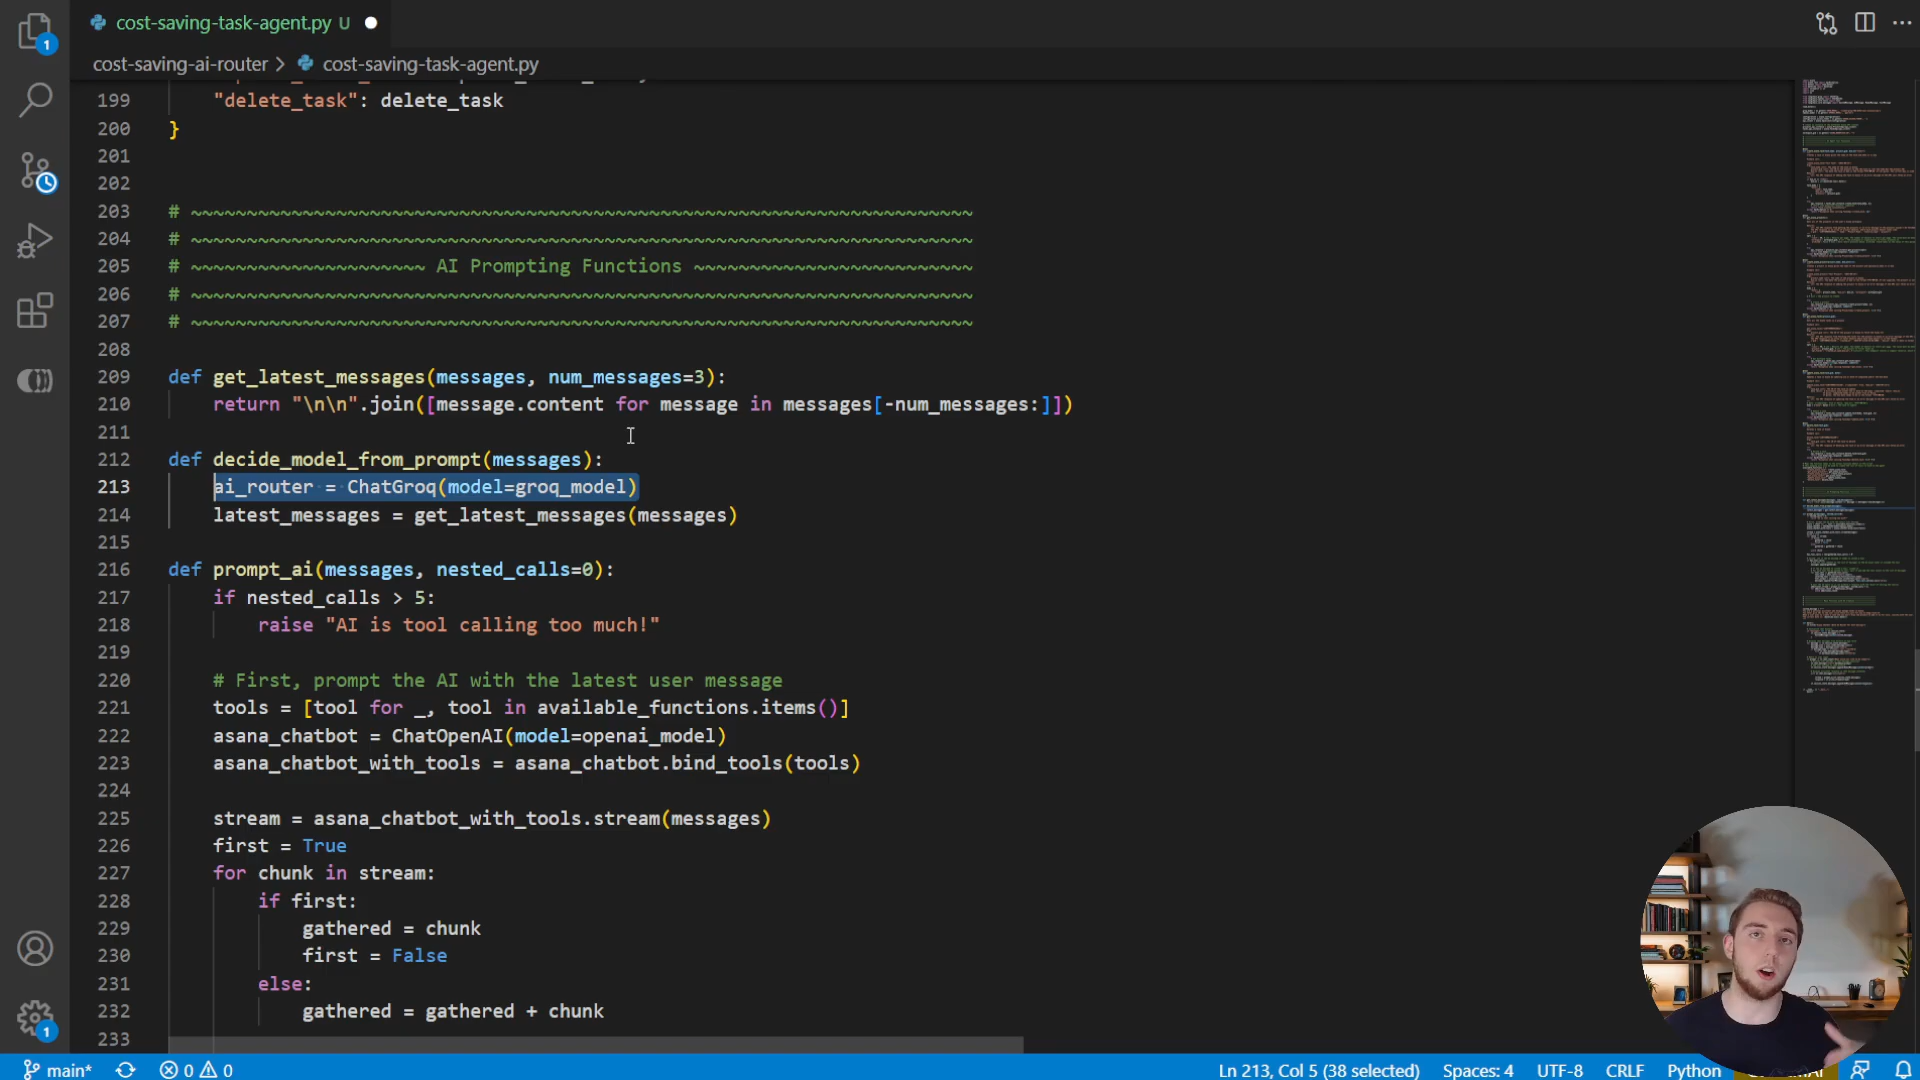 cost-saving-task-agent.py U
cost-saving-ai-router > cost-saving-task-agent.py
199 "delete_task": delete_task
200 }
201
202
203 # ~~~~~~~~~~~~~~~~~~~~~~~~~~~~~~~~~~~~~~~~~~~~~~~~~~~~~~~~~~~~~~~~~~~~~~
204 # ~~~~~~~~~~~~~~~~~~~~~~~~~~~~~~~~~~~~~~~~~~~~~~~~~~~~~~~~~~~~~~~~~~~~~~
205 # ~~~~~~~~~~~~~~~~~~~~~ AI Prompting Functions ~~~~~~~~~~~~~~~~~~~~~~~~~
206 # ~~~~~~~~~~~~~~~~~~~~~~~~~~~~~~~~~~~~~~~~~~~~~~~~~~~~~~~~~~~~~~~~~~~~~~
207 # ~~~~~~~~~~~~~~~~~~~~~~~~~~~~~~~~~~~~~~~~~~~~~~~~~~~~~~~~~~~~~~~~~~~~~~
208
209 def get_latest_messages(messages, num_messages=3):
210 return "\n\n".join([message.content for message in messages[-num_messages:]])
211
212 def decide_model_from_prompt(messages):
213 ai_router = ChatGroq(model=groq_model)
214 latest_messages = get_latest_messages(messages)
215
216 def prompt_ai(messages, nested_calls=0):
217 if nested_calls > 5:
218 raise "AI is tool calling too much!"
219
220 # First, prompt the AI with the latest user message
221 tools = [tool for _, tool in available_functions.items()]
222 asana_chatbot = ChatOpenAI(model=openai_model)
223 asana_chatbot_with_tools = asana_chatbot.bind_tools(tools)
224
225 stream = asana_chatbot_with_tools.stream(messages)
226 first = True
227 for chunk in stream:
228 if first:
229 gathered = chunk
230 first = False
231 else:
232 gathered = gathered + chunk
233
main* 0 0 Ln 213, Col 5 (38 selected) Spaces: 4 UTF-8 CRLF Python